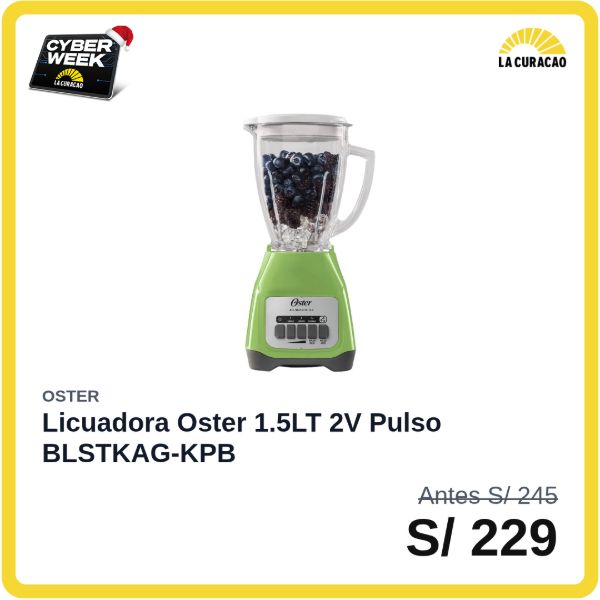 CYBER
WEEK
LA CURACAO
LA CURACAO
Oster
OSTER
Licuadora Oster 1.5LT 2V Pulso
BLSTKAG-KPB
Antes S/ 245
S/ 229